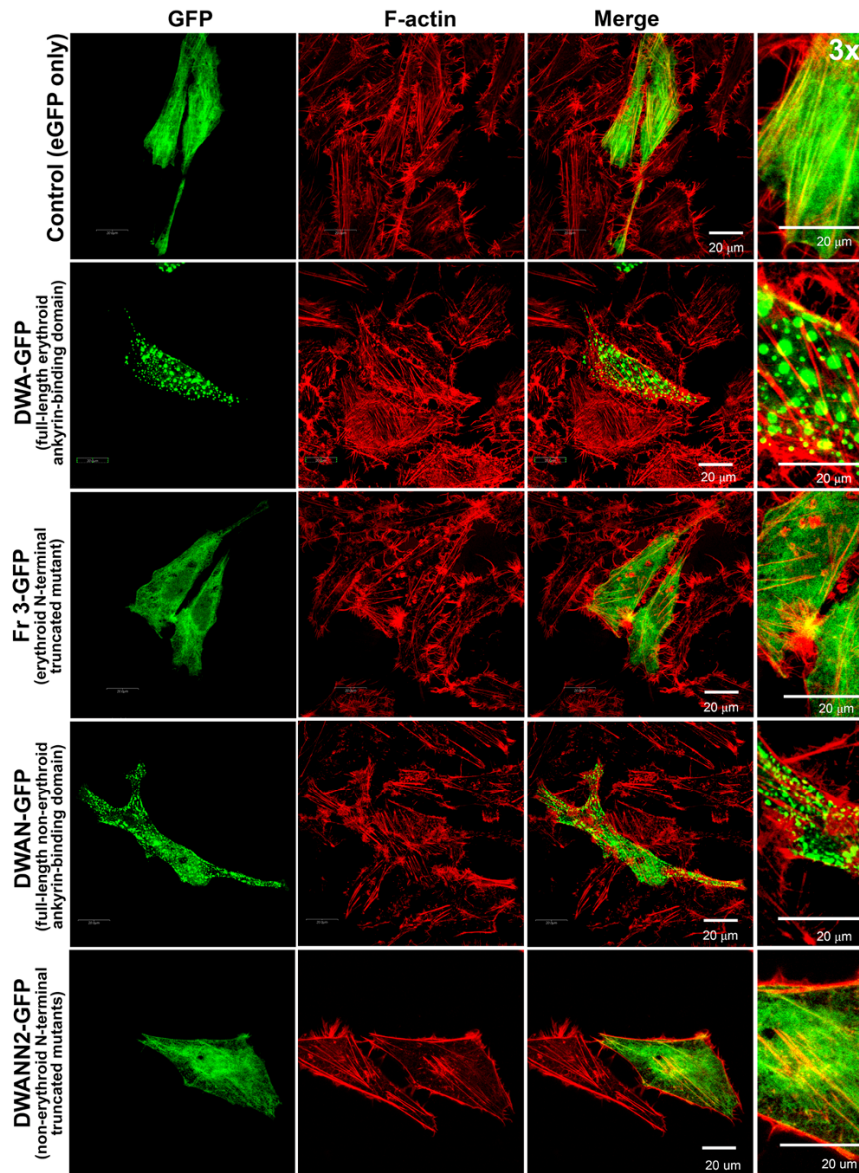 GFP F-actin Merge
3x
Control (eGFP only)
20 µm 20 µm
DWA-GFP
(full-length erythroid
ankyrin-binding domain)
20 µm 20 µm
Fr 3-GFP
(erythroid N-terminal
truncated mutant)
20 µm 20 µm
DWAN-GFP
(full-length non-erythroid
ankyrin-binding domain)
20 µm 20 µm
DWANN2-GFP
(non-erythroid N-terminal
truncated mutants)
20 um 20 um